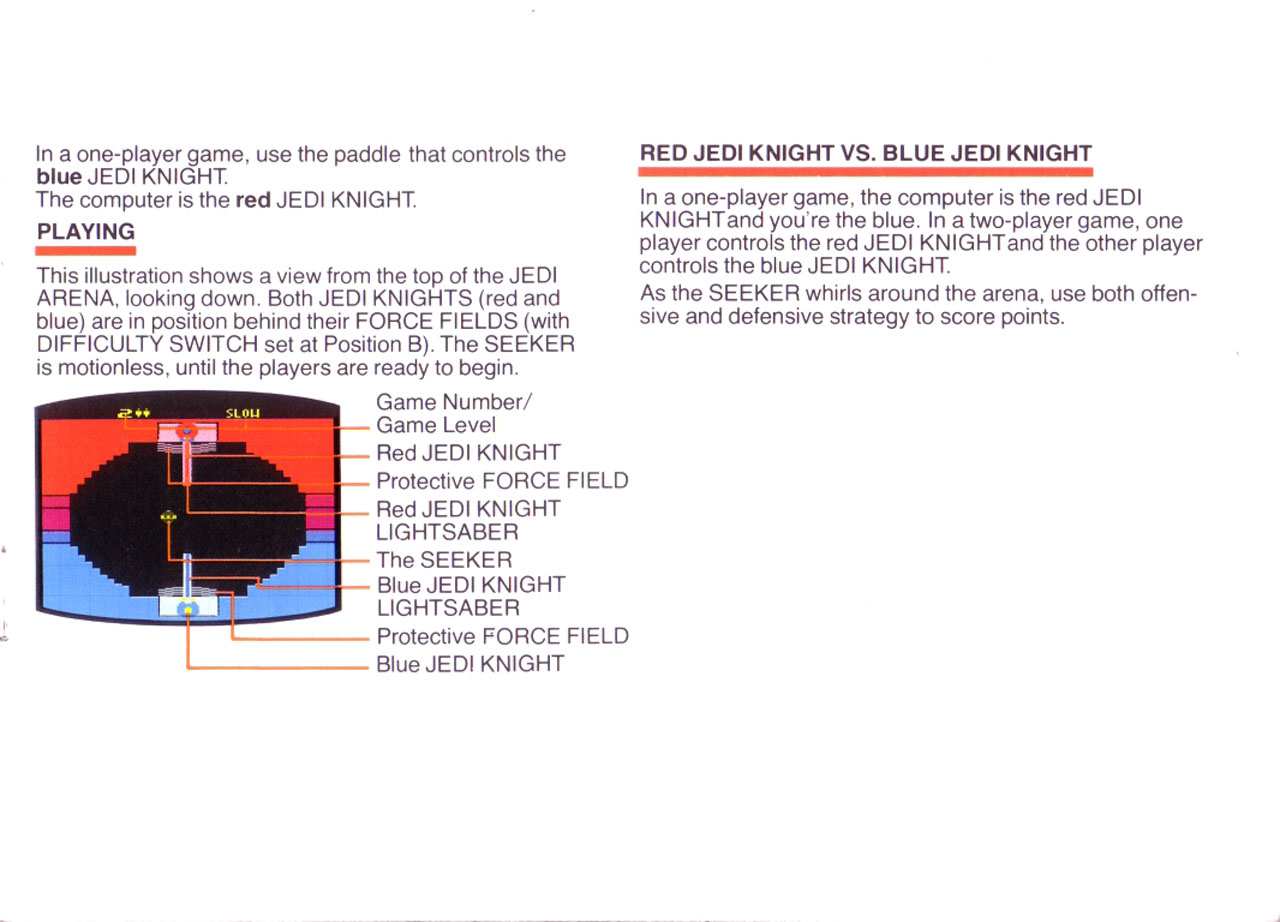 In a one-player game, use the paddle that controls the
blue JEDI KNIGHT.
The computer is the red JEDI KNIGHT.
PLAYING
This illustration shows a view from the top of the JEDI
ARENA, looking down. Both JEDI KNIGHTS (red and
blue) are in position behind their FORCE FIELDS (with
DIFFICULTY SWITCH set at Position B). The SEEKER
is motionless, until the players are ready to begin.
2 SLOW
Game Number/
Game Level
Red JEDI KNIGHT
Protective FORCE FIELD
Red JEDI KNIGHT
LIGHTSABER
The SEEKER
Blue JEDI KNIGHT
LIGHTSABER
Protective FORCE FIELD
Blue JEDI KNIGHT
RED JEDI KNIGHT VS. BLUE JEDI KNIGHT
In a one-player game, the computer is the red JEDI
KNIGHT and you're the blue. In a two-player game, one
player controls the red JEDI KNIGHT and the other player
controls the blue JEDI KNIGHT.
As the SEEKER whirls around the arena, use both offen-
sive and defensive strategy to score points.